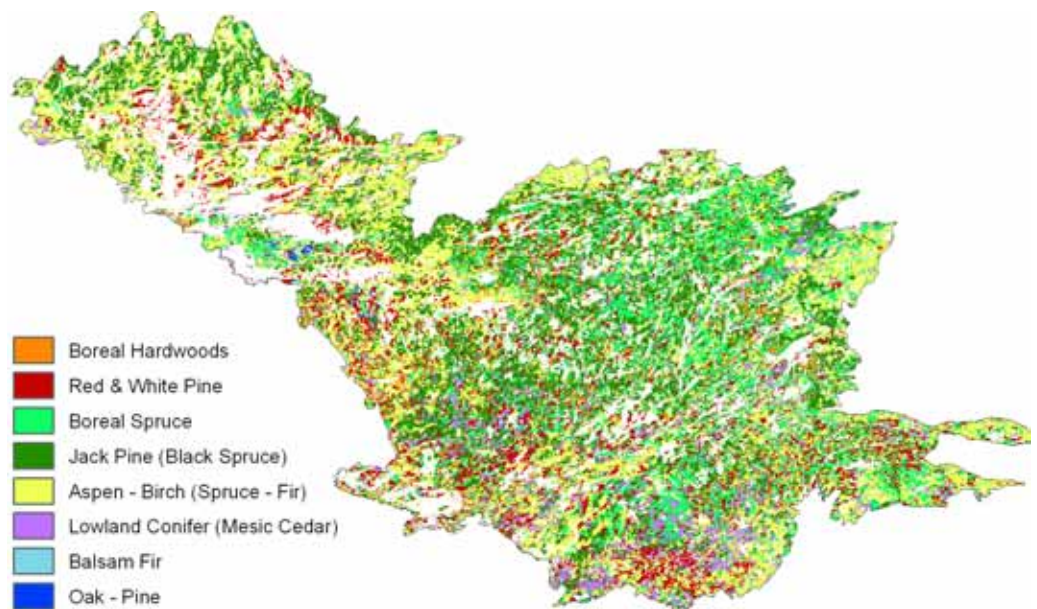 Boreal Hardwoods
Red & White Pine
Boreal Spruce
Jack Pine (Black Spruce)
Aspen - Birch (Spruce - Fir)
Lowland Conifer (Mesic Cedar)
Balsam Fir
Oak - Pine